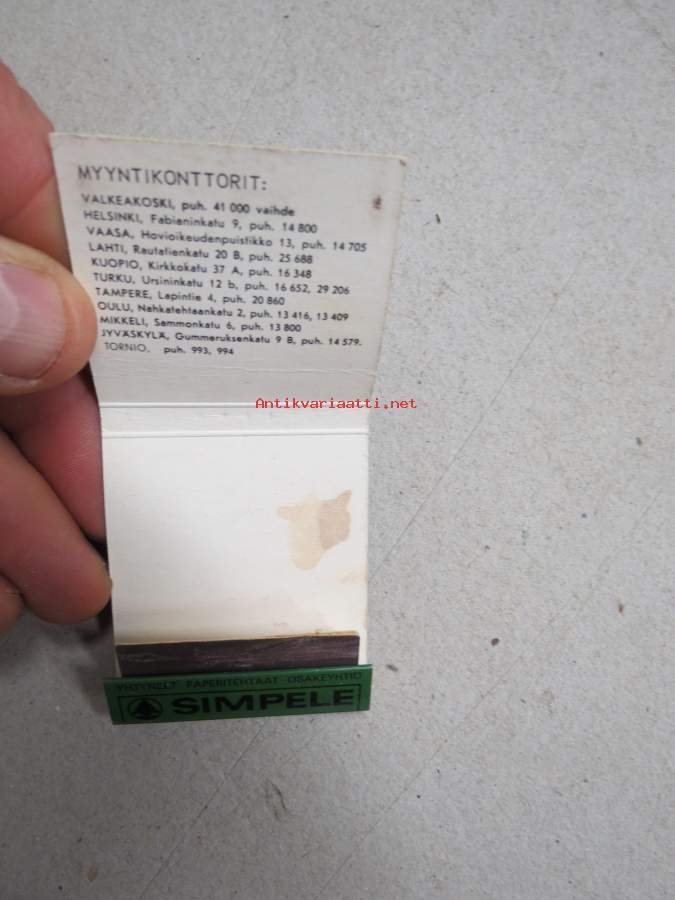 MYYNTIKONTTORIT:
VALKEAKOSKI, puh. 41 000 vaihde
HELSINKI, Fabianinkatu 9, puh. 14 800
VAASA, Hovioikeudenpuistikko 13, puh. 14 705
LAHTI, Rautatienkatu 20 B, puh. 25 688
KUOPIO, Kirkkokatu 37 A, puh. 16 348
TURKU, Ursininkatu 12 b, puh. 16 652, 29 206
TAMPERE, Lapintie 4, puh. 20 860
OULU, Nahkatehtaankatu 2, puh. 13 416, 13 409
MIKKELI, Sammonkatu 6, puh. 13 800
JYVÄSKYLÄ, Gummeruksenkatu 9 B, puh. 14 579.
TORNIO, puh. 993, 994
Antikvariaatti.net
YHTYNEET PAPERITEHTAAT OSAKEYHTIÖ
SIMPELE